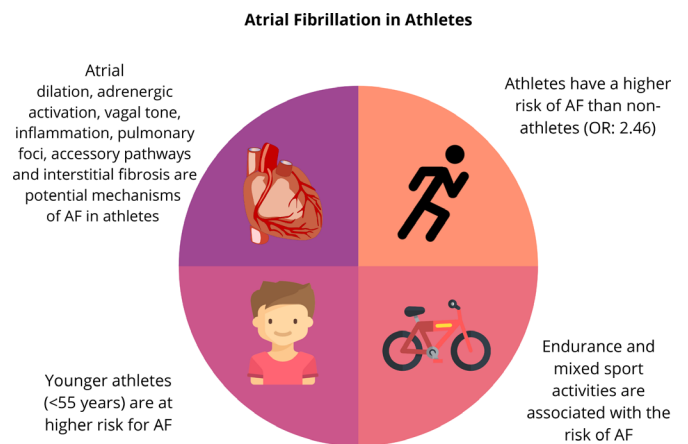 Atrial Fibrillation in Athletes
Atrial
dilation, adrenergic
activation, vagal tone,
inflammation, pulmonary
foci, accessory pathways
and interstitial fibrosis are
potential mechanisms
of AF in athletes
Athletes have a higher
risk of AF than non-
athletes (OR: 2.46)
Younger athletes
(<55 years) are at
higher risk for AF
Endurance and
mixed sport
activities are
associated with the
risk of AF